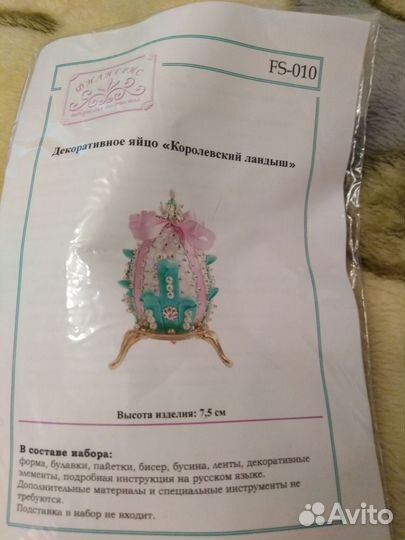 FS-010
ФИАНЕРИС
Декоративное яйцо «Королевский ландыш»
Высота изделия: 7,5 см
В составе набора:
форма, булавки, пайетки, бисер, бусина, ленты, декоративные
элементы, подробная инструкция на русском языке.
Дополнительные материалы и специальные инструменты не
требуются.
Подставка в набор не входит.
Avito